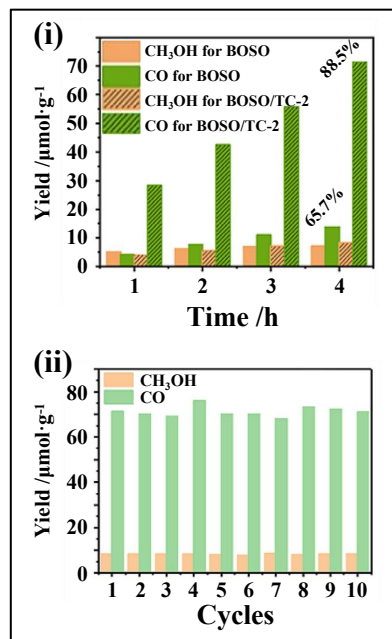 (i)
Yield /μmol·g⁻¹
80
70
60
50
40
30
20
10
0
CH₃OH for BOSO
CO for BOSO
CH₃OH for BOSO/TC-2
CO for BOSO/TC-2
65.7%
88.5%
1 2 3 4
Time /h
(ii)
Yield /μmol·g⁻¹
80
60
40
20
0
CH₃OH
CO
1 2 3 4 5 6 7 8 9 10
Cycles